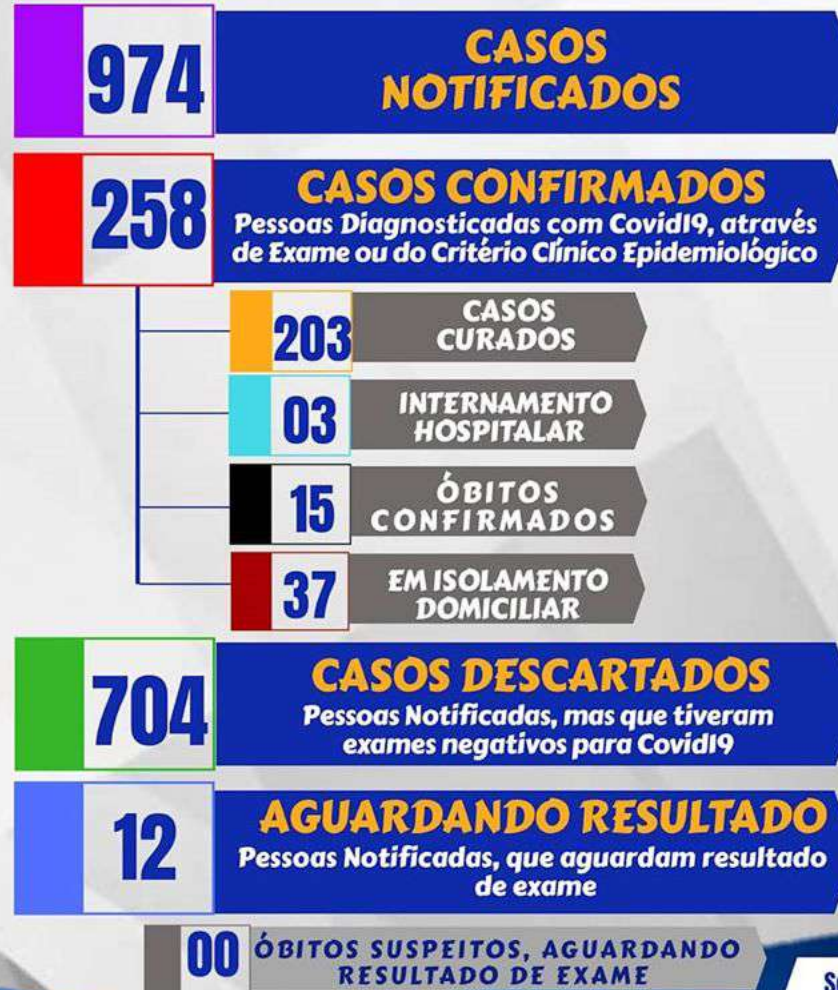 974
CASOS
NOTIFICADOS
258
CASOS CONFIRMADOS
Pessoas Diagnosticadas com Covid19, através
de Exame ou do Critério Clínico Epidemiológico
203
CASOS
CURADOS
03
INTERNAMENTO
HOSPITALAR
15
ÓBITOS
CONFIRMADOS
37
EM ISOLAMENTO
DOMICILIAR
704
CASOS DESCARTADOS
Pessoas Notificadas, mas que tiveram
exames negativos para Covid19
12
AGUARDANDO RESULTADO
Pessoas Notificadas, que aguardam resultado
de exame
00
ÓBITOS SUSPEITOS, AGUARDANDO
RESULTADO DE EXAME